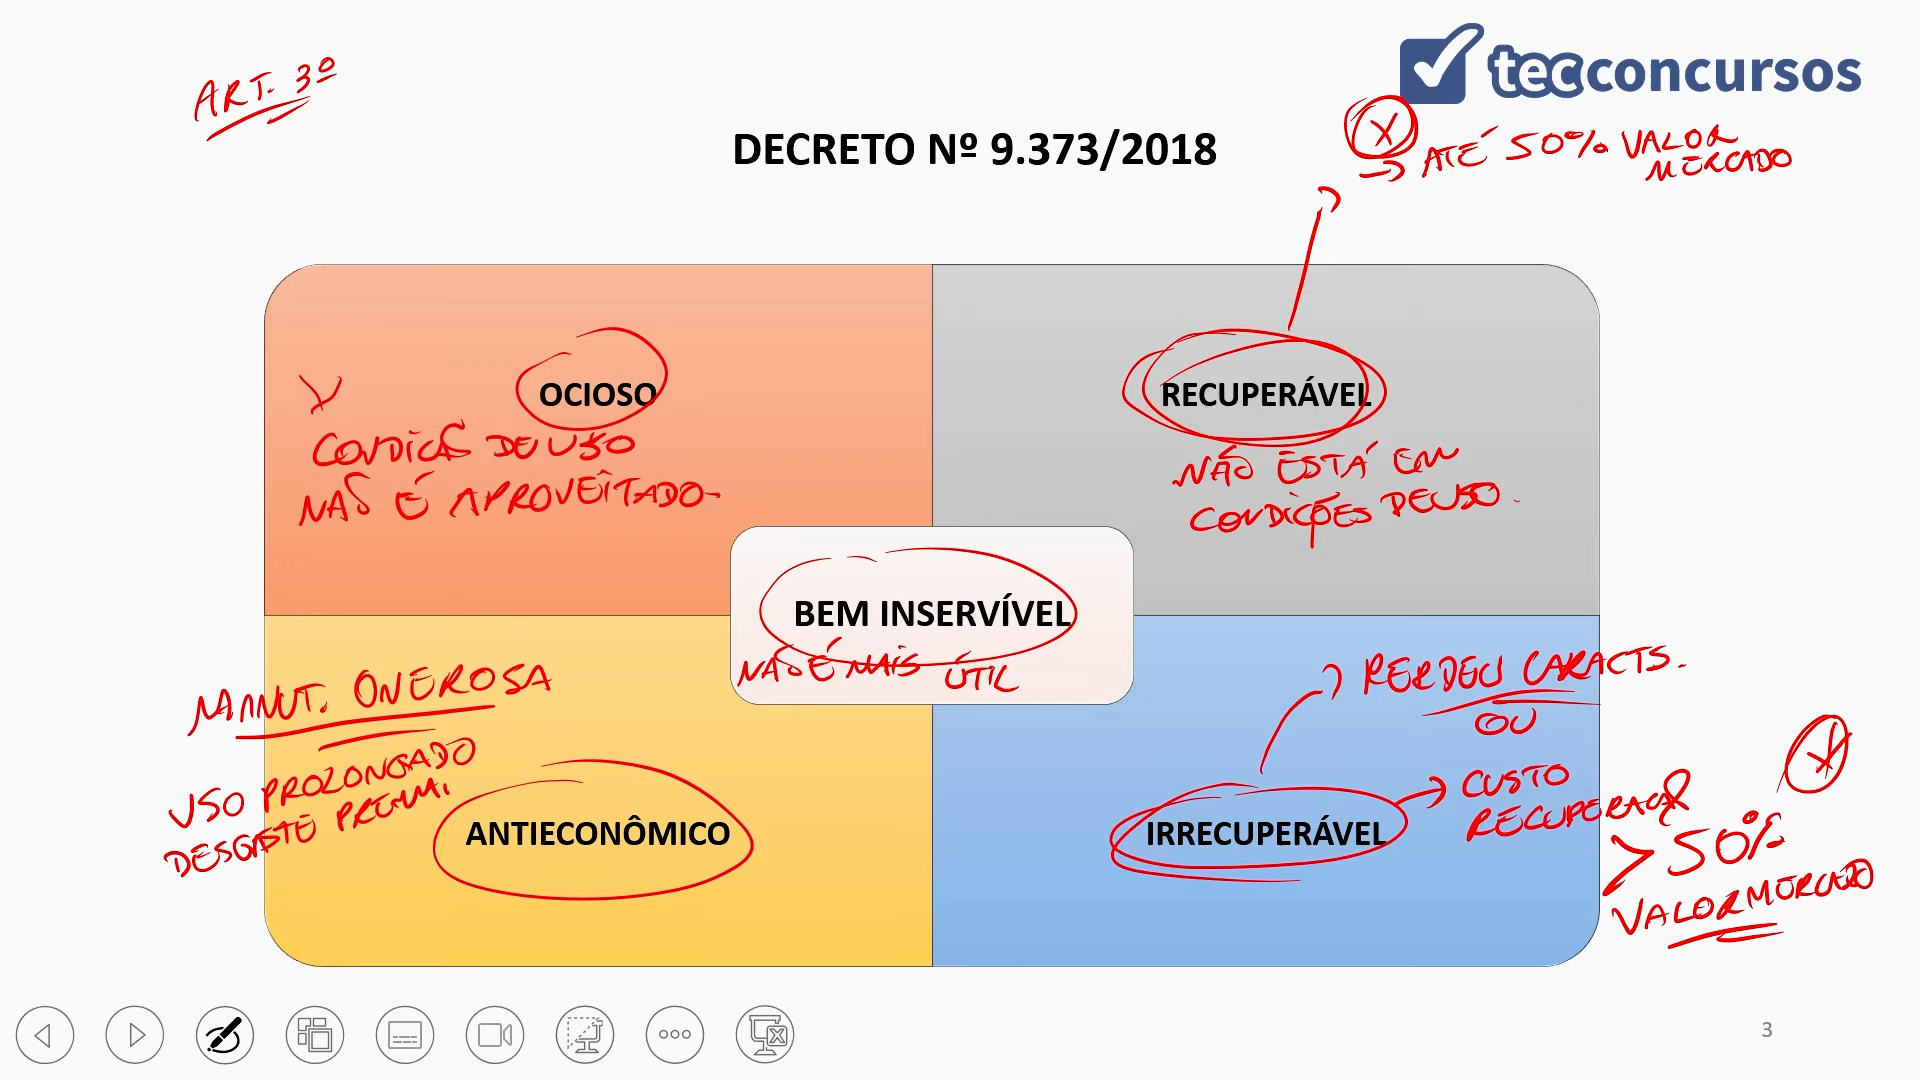 ART. 3º
tecconcursos
DECRETO Nº 9.373/2018
X
→ ATÉ 50% VALOR
MERCADO
OCIOSO
CONDIÇÃO DE USO
NÃO É APROVEITADO
RECUPERÁVEL
NÃO ESTÁ EM
CONDIÇÕES DE USO.
BEM INSERVÍVEL
NÃO É MAIS ÚTIL
MANUT. ONEROSA
USO PROLONGADO
DESGASTE PREM.
ANTIECONÔMICO
PERDEU CARACTS.
OU
IRRECUPERÁVEL
→ CUSTO
RECUPERAÇÃO
> 50%
VALOR MERCADO
X
3